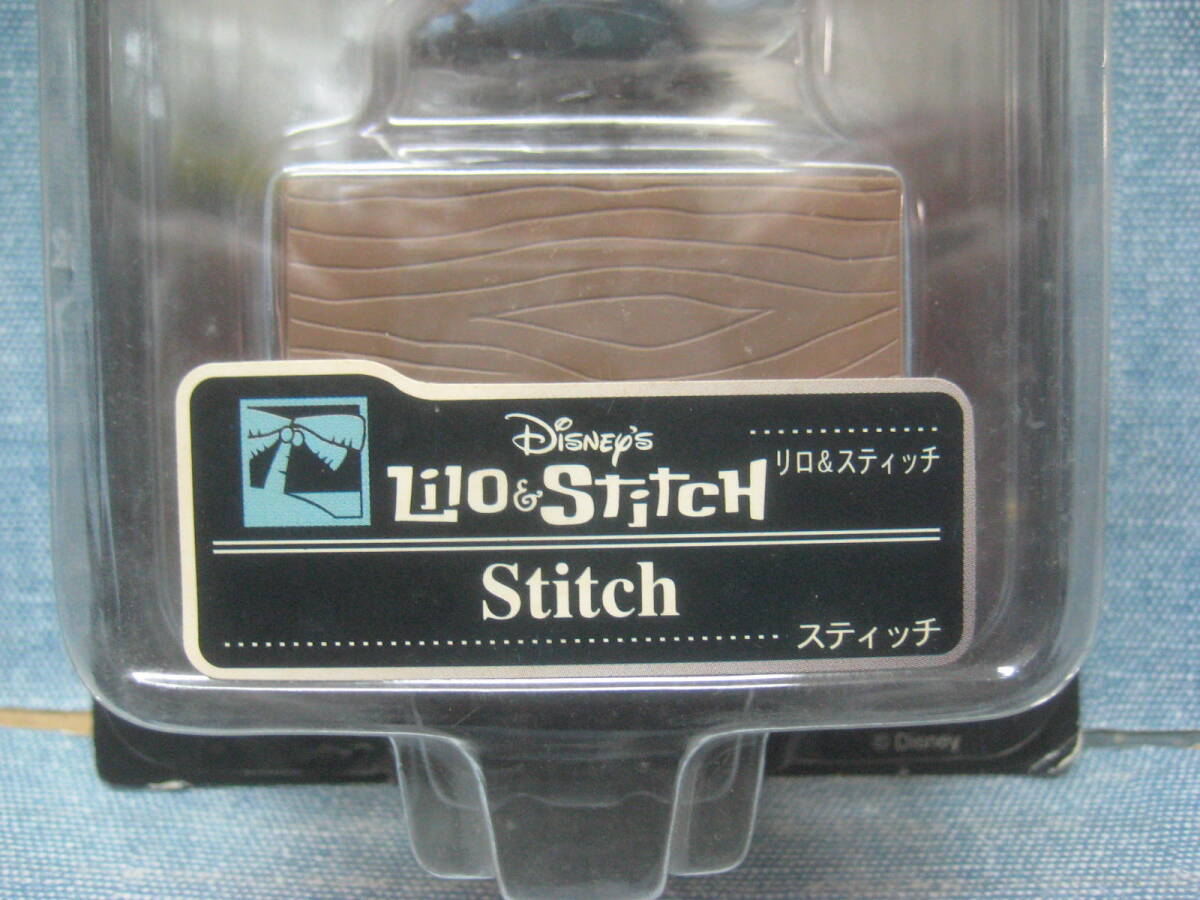 Disney's
Lilo & Stitch
リロ＆スティッチ
Stitch
スティッチ
© Disney